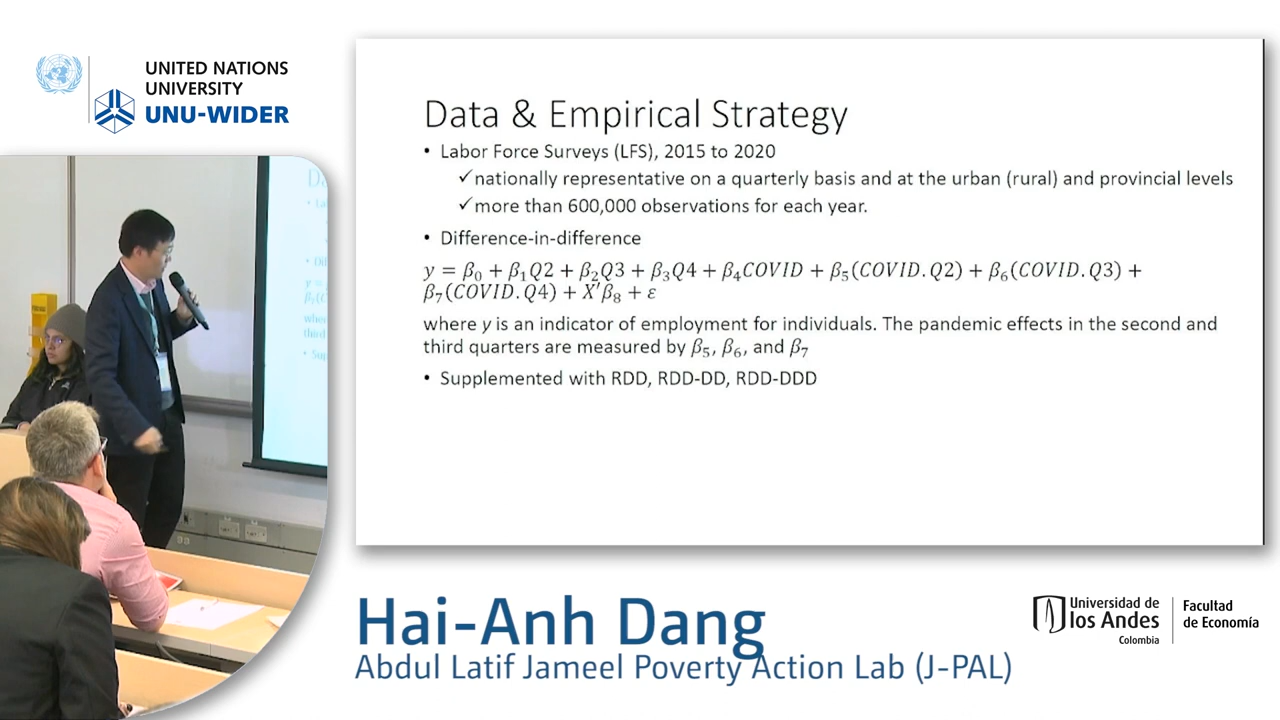 UNITED NATIONS
UNIVERSITY
UNU-WIDER
Data & Empirical Strategy
• Labor Force Surveys (LFS), 2015 to 2020
✓nationally representative on a quarterly basis and at the urban (rural) and provincial levels
✓more than 600,000 observations for each year.
• Difference-in-difference
y = β₀ + β₁Q2 + β₂Q3 + β₃Q4 + β₄COVID + β₅(COVID.Q2) + β₆(COVID.Q3) +
β₇(COVID.Q4) + X′β₈ + ε
where y is an indicator of employment for individuals. The pandemic effects in the second and
third quarters are measured by β₅, β₆, and β₇
• Supplemented with RDD, RDD-DD, RDD-DDD
Hai-Anh Dang
Abdul Latif Jameel Poverty Action Lab (J-PAL)
Universidad de
los Andes
Colombia
Facultad
de Economía